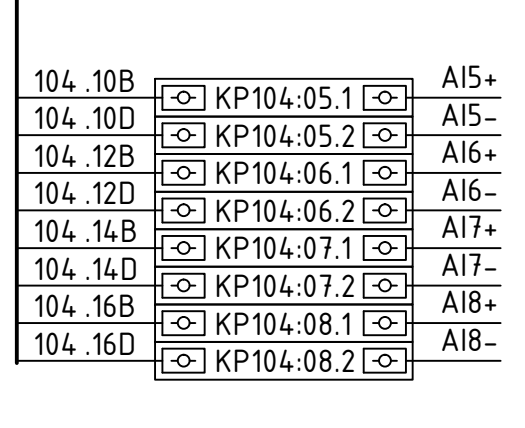 104 .10B KP104:05.1 AI5+
104 .10D KP104:05.2 AI5-
104 .12B KP104:06.1 AI6+
104 .12D KP104:06.2 AI6-
104 .14B KP104:07.1 AI7+
104 .14D KP104:07.2 AI7-
104 .16B KP104:08.1 AI8+
104 .16D KP104:08.2 AI8-